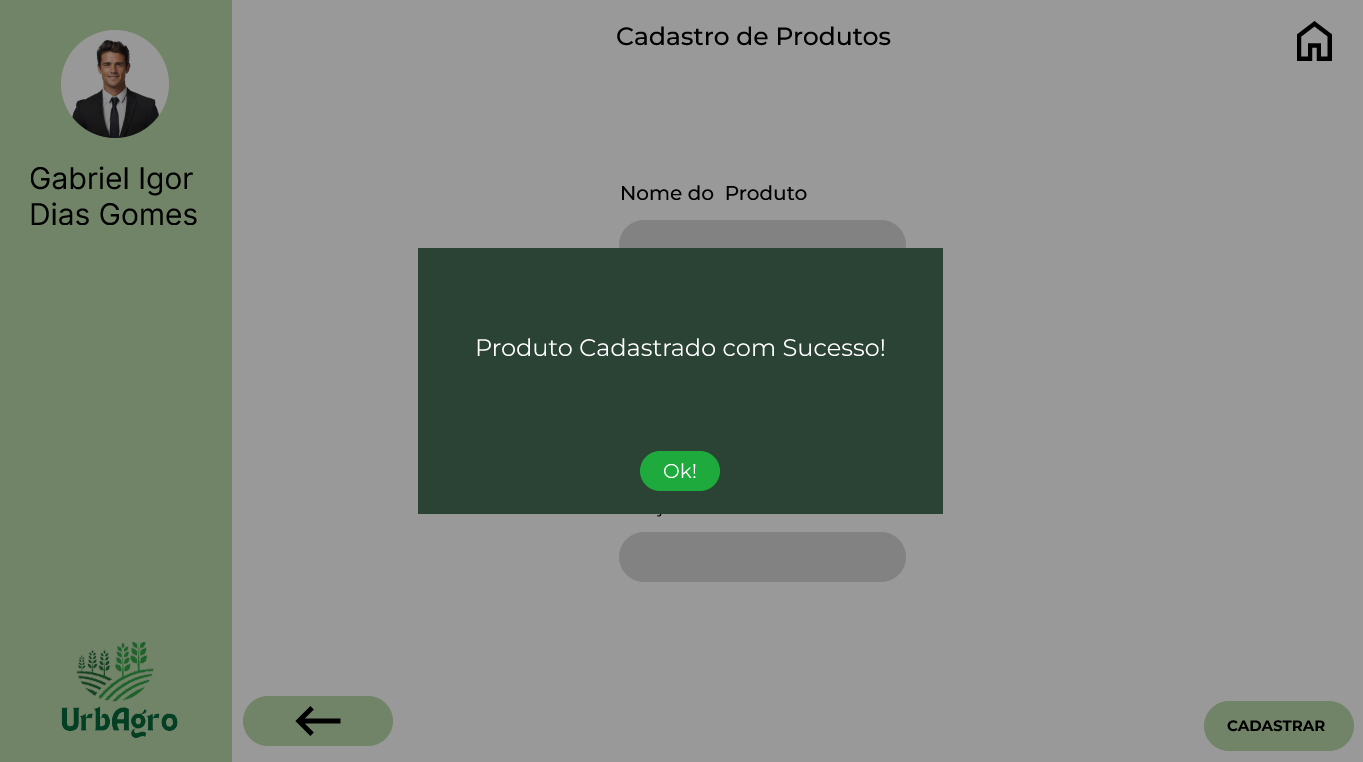 Cadastro de Produtos
Gabriel Igor
Dias Gomes
Nome do Produto
Produto Cadastrado com Sucesso!
Ok!
UrbAgro
CADASTRAR